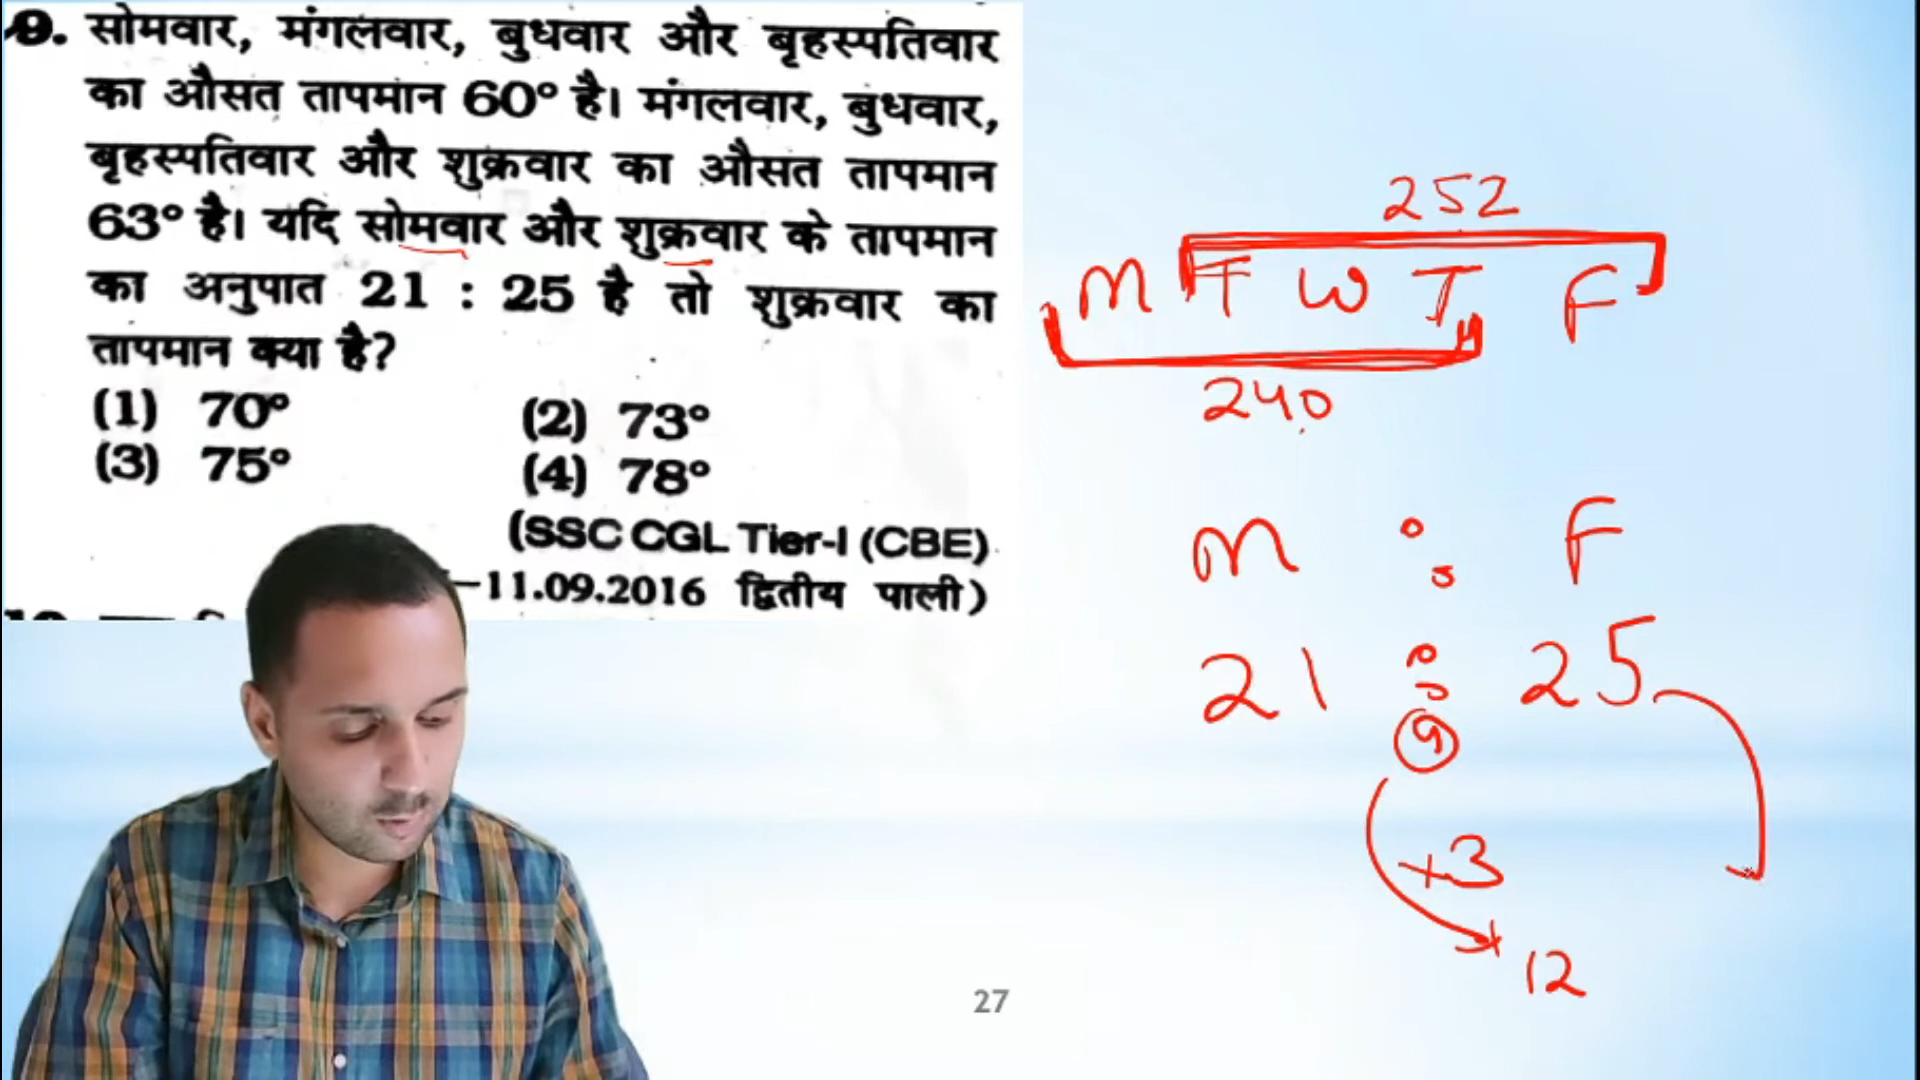 9. सोमवार, मंगलवार, बुधवार और बृहस्पतिवार
का औसत तापमान 60° है। मंगलवार, बुधवार,
बृहस्पतिवार और शुक्रवार का औसत तापमान
63° है। यदि सोमवार और शुक्रवार के तापमान
का अनुपात 21 : 25 है तो शुक्रवार का
तापमान क्या है?
(1) 70° (2) 73°
(3) 75° (4) 78°
(SSC CGL Tier-I (CBE)
–11.09.2016 द्वितीय पाली)
252
M T W T F
240
M : F
21 : 25
4
×3
12
27